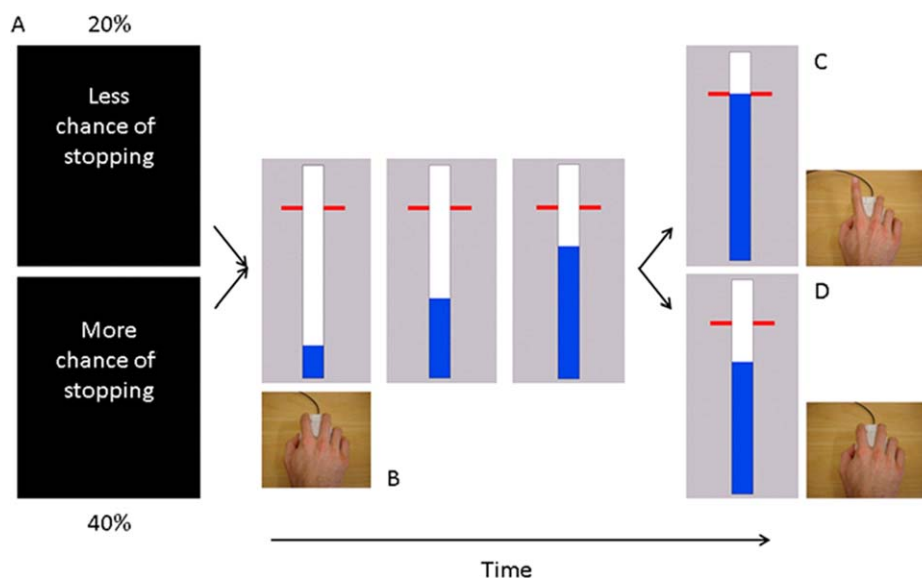 A
20%
Less
chance of
stopping
More
chance of
stopping
40%
B
C
D
Time